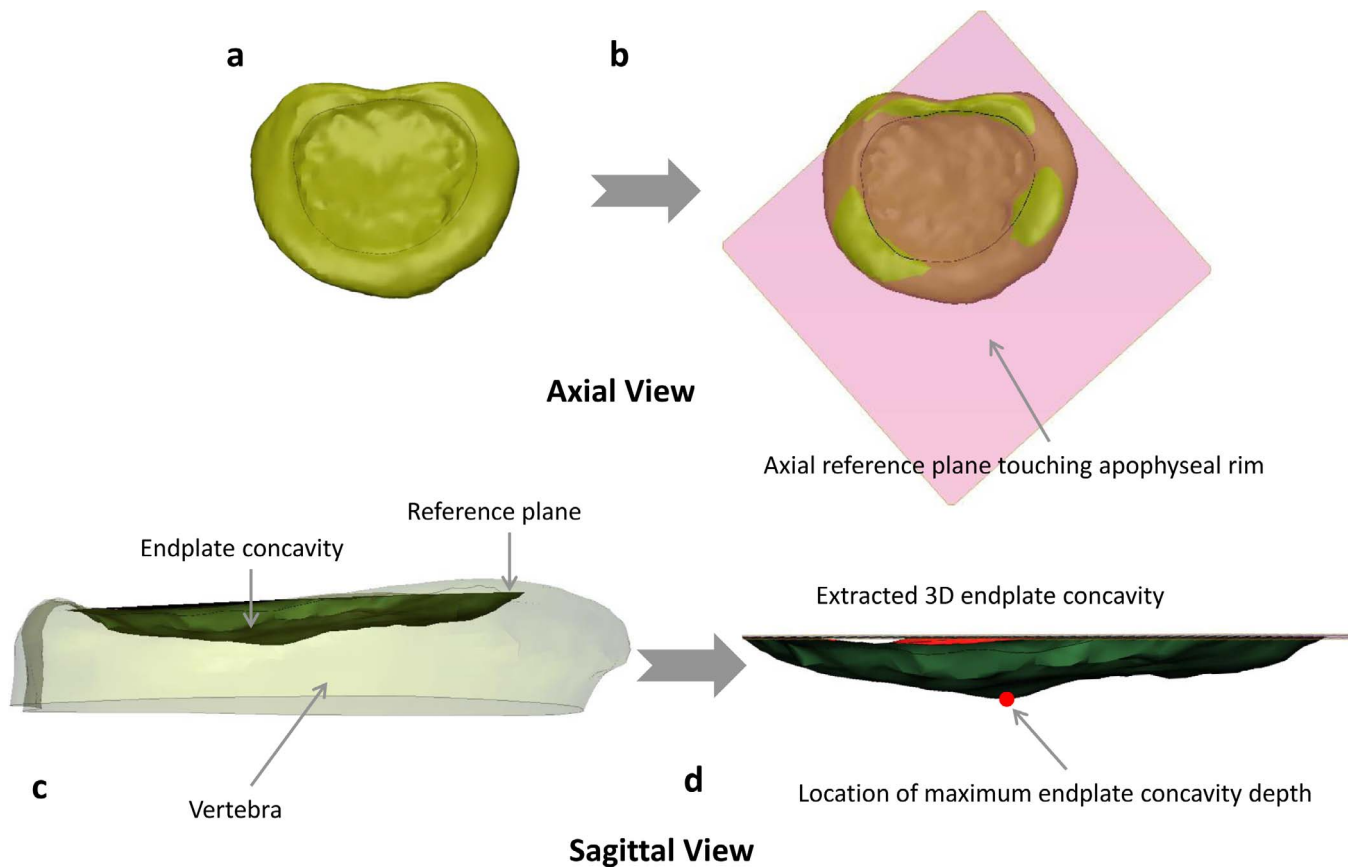 a
b
Axial View
Axial reference plane touching apophyseal rim
Reference plane
Endplate concavity
Extracted 3D endplate concavity
c
Vertebra
d
Location of maximum endplate concavity depth
Sagittal View